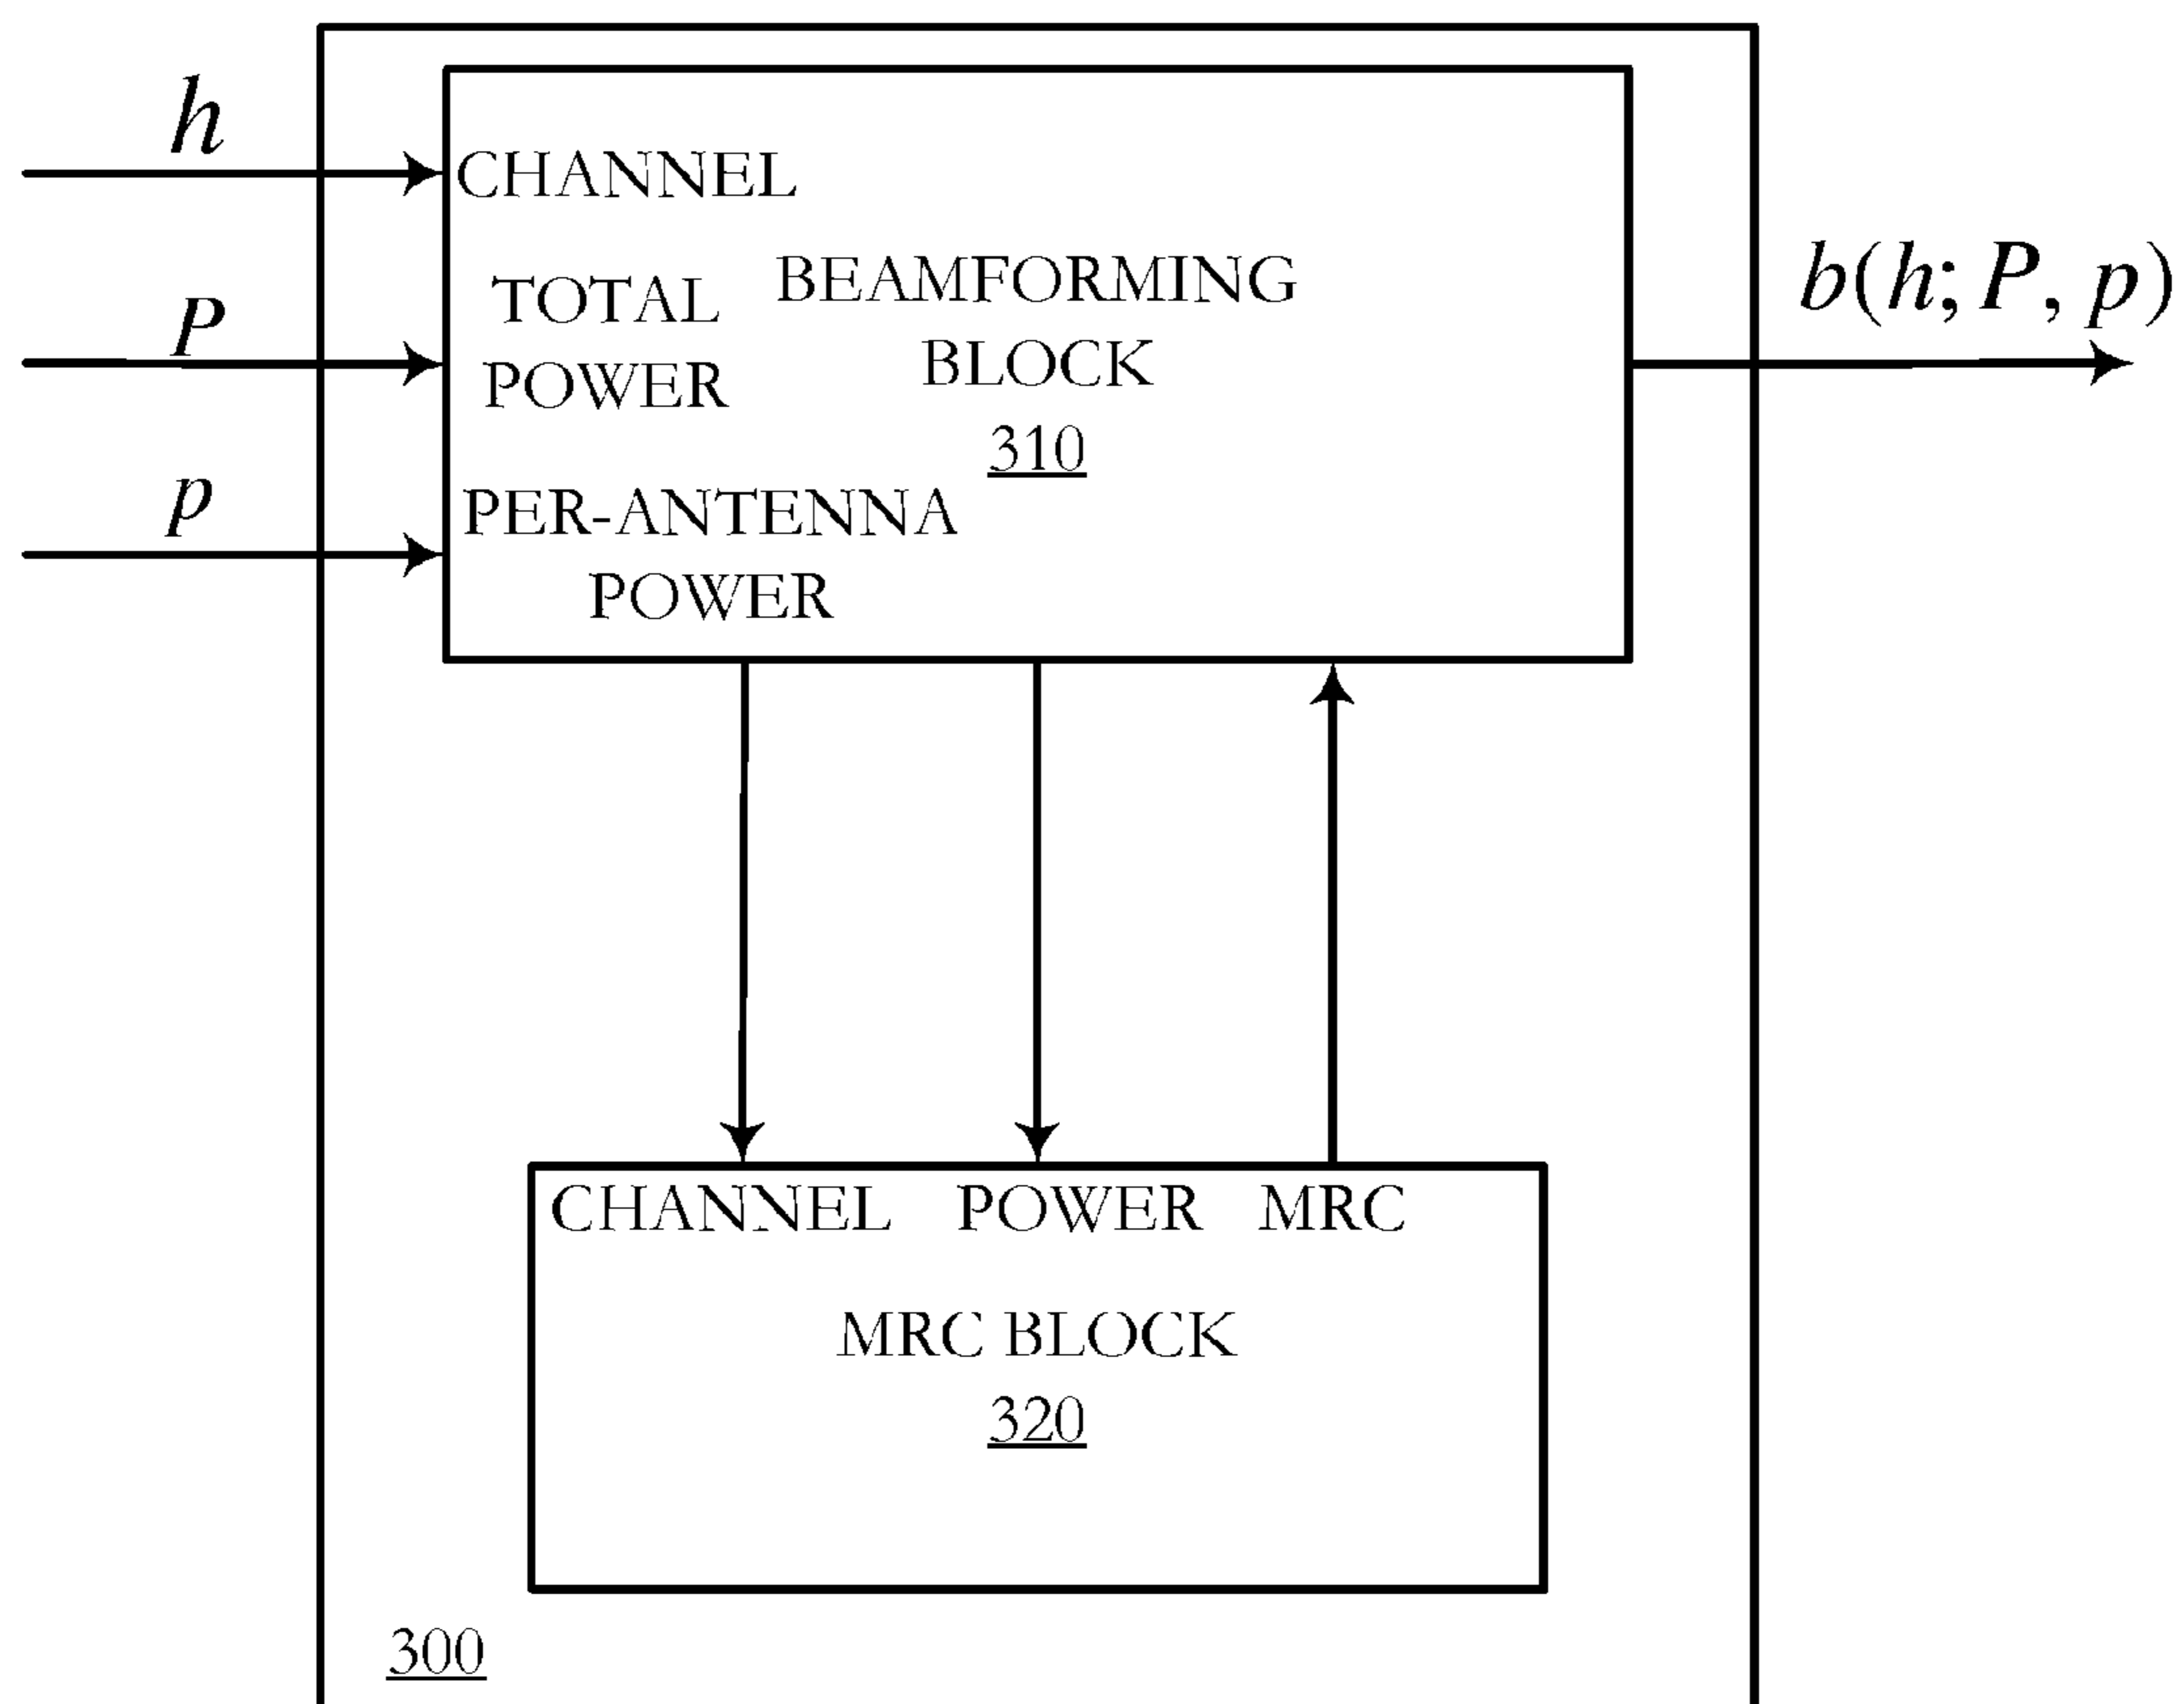 h
CHANNEL
P
TOTAL
POWER
p
PER-ANTENNA
POWER
BEAMFORMING
BLOCK
310
b(h; P, p)
CHANNEL POWER MRC
MRC BLOCK
320
300